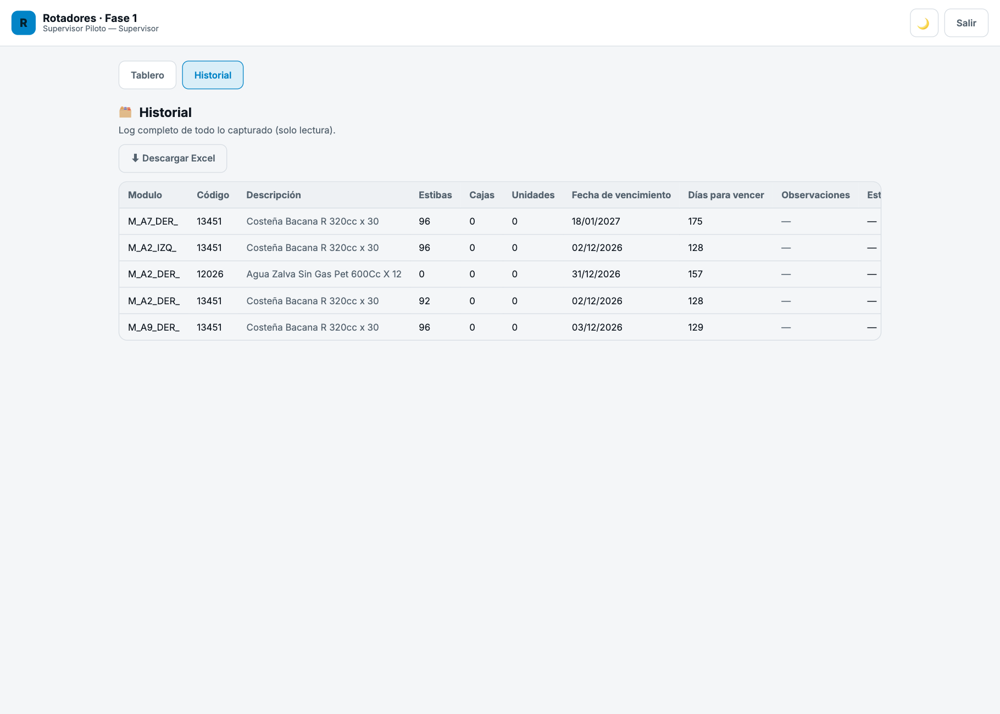 R
Rotadores · Fase 1
Supervisor Piloto — Supervisor
Salir
Tablero
Historial
Historial
Log completo de todo lo capturado (solo lectura).
⬇ Descargar Excel
Modulo Código Descripción Estibas Cajas Unidades Fecha de vencimiento Días para vencer Observaciones Est
M_A7_DER_ 13451 Costeña Bacana R 320cc x 30 96 0 0 18/01/2027 175 — —
M_A2_IZQ_ 13451 Costeña Bacana R 320cc x 30 96 0 0 02/12/2026 128 — —
M_A2_DER_ 12026 Agua Zalva Sin Gas Pet 600Cc X 12 0 0 0 31/12/2026 157 — —
M_A2_DER_ 13451 Costeña Bacana R 320cc x 30 92 0 0 02/12/2026 128 — —
M_A9_DER_ 13451 Costeña Bacana R 320cc x 30 96 0 0 03/12/2026 129 — —